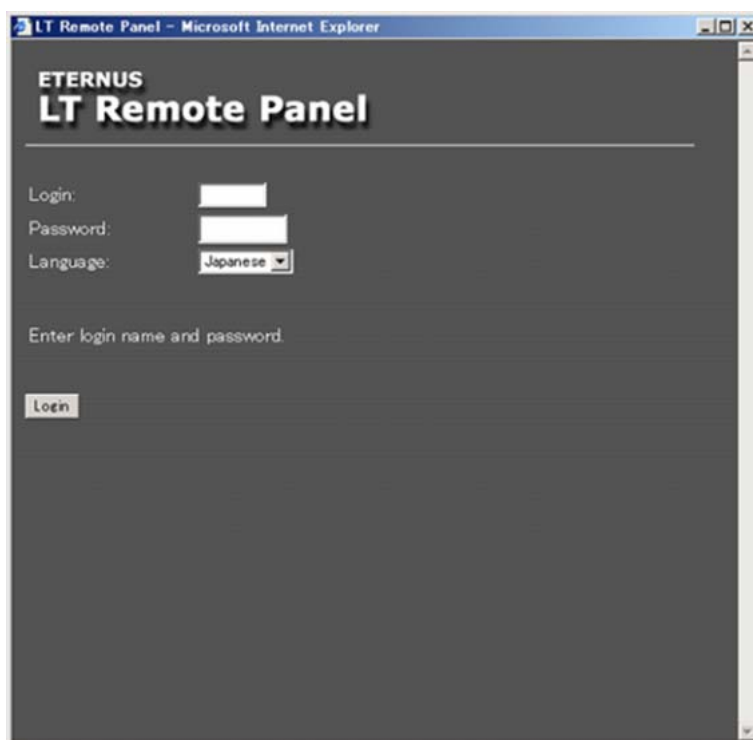 LT Remote Panel - Microsoft Internet Explorer
ETERNUS
LT Remote Panel
Login:
Password:
Language: Japanese
Enter login name and password.
Login